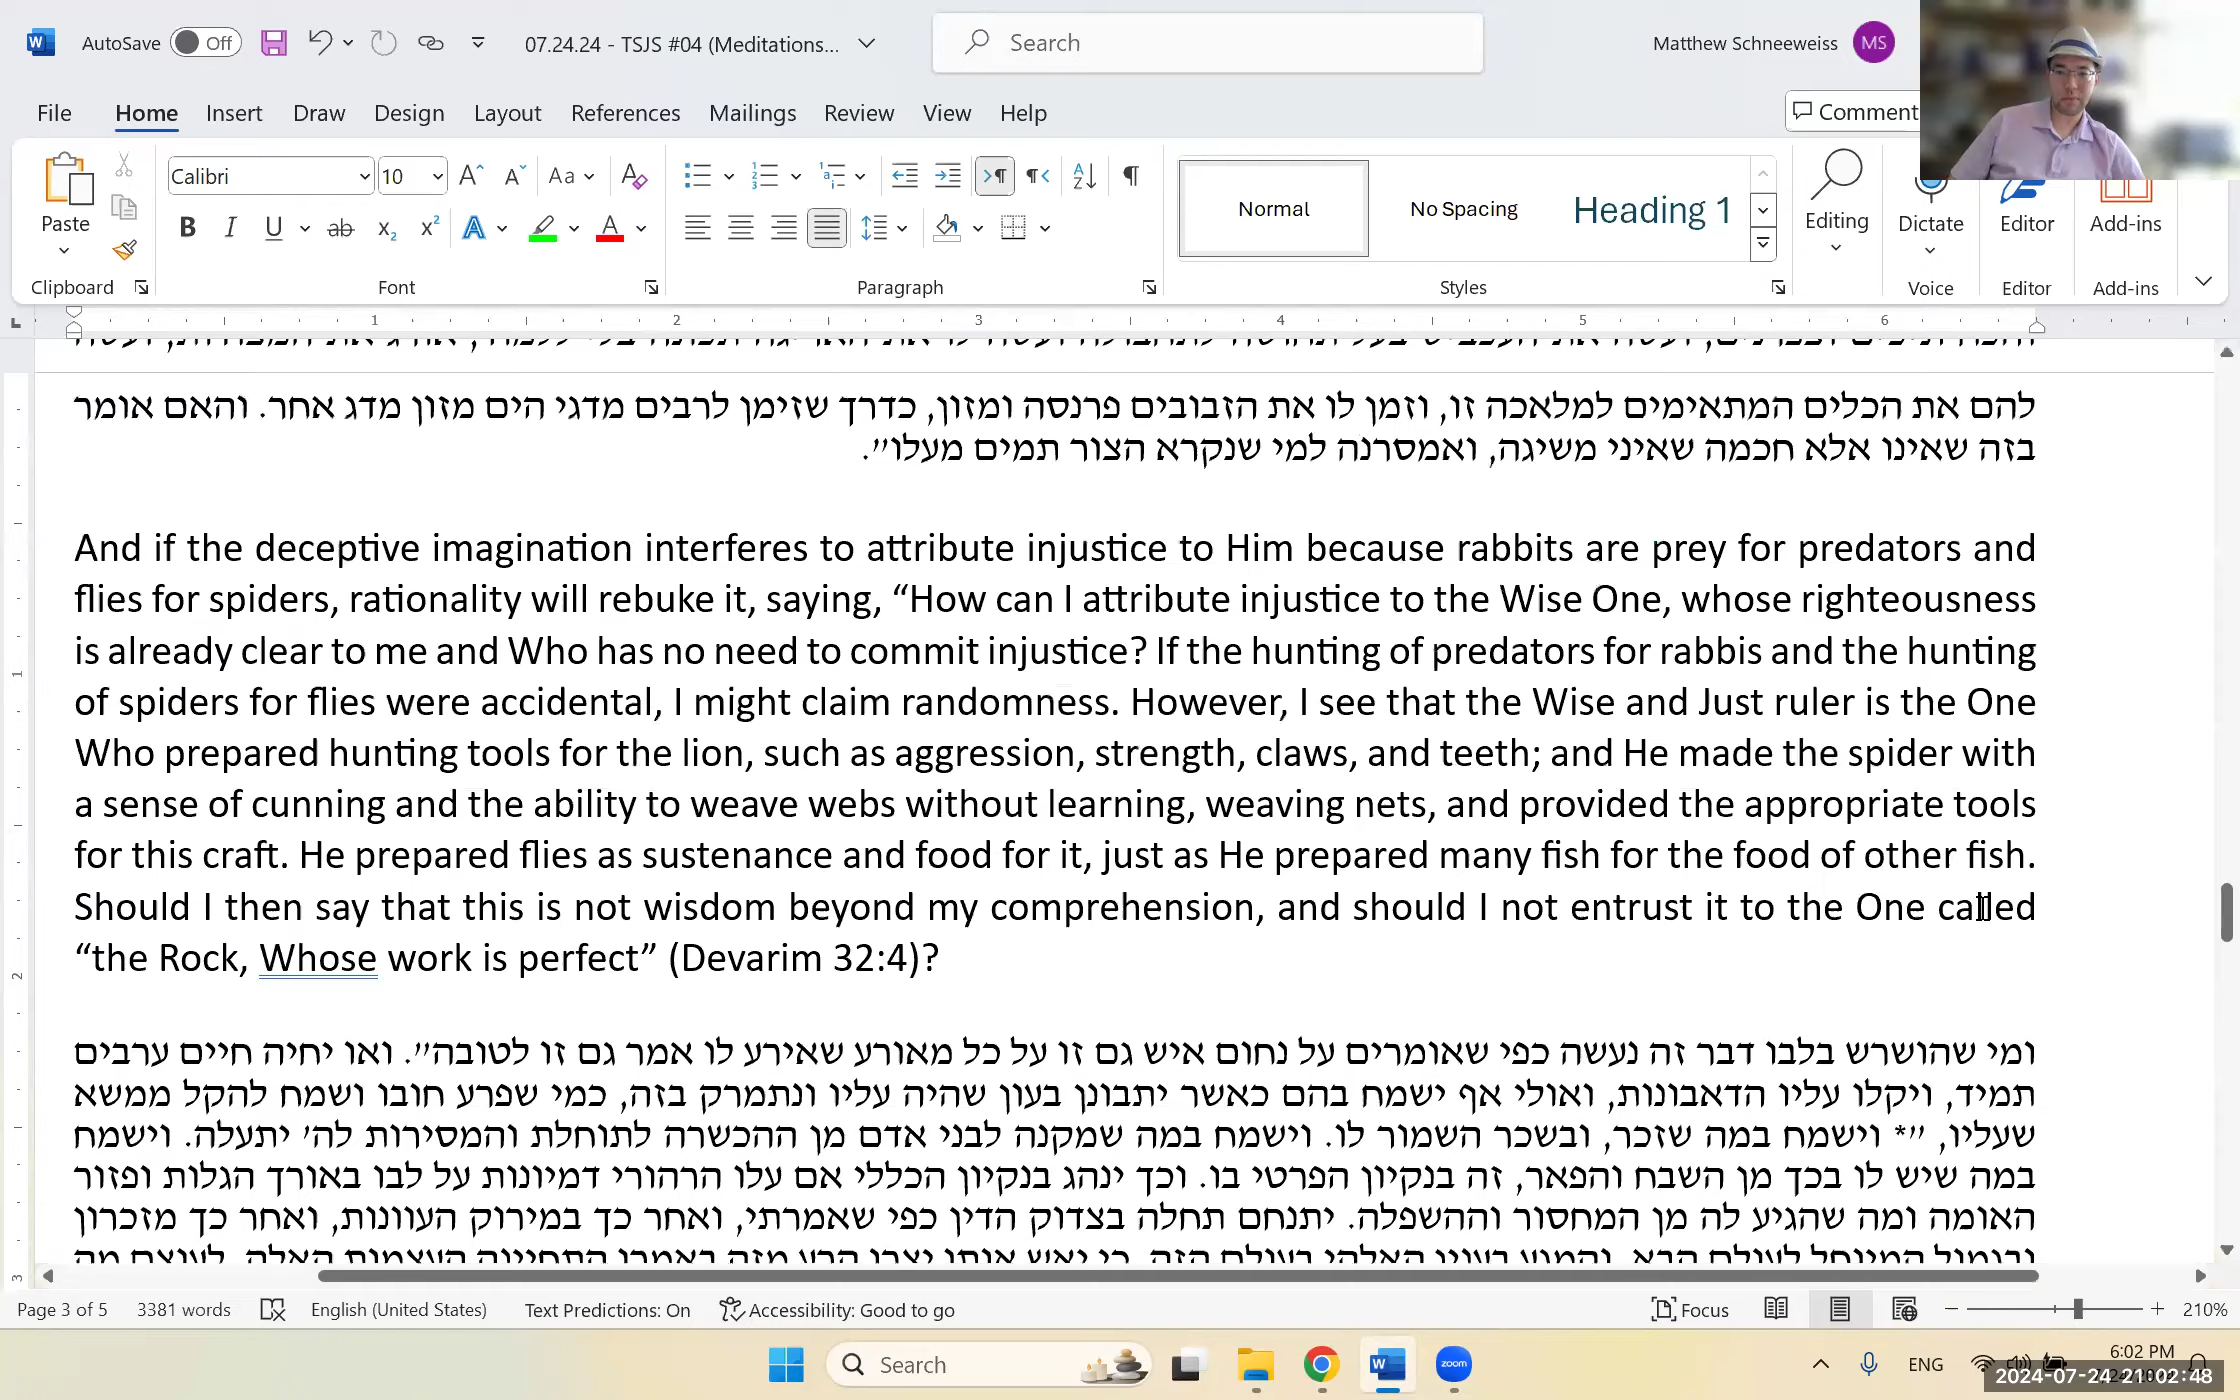 AutoSave Off 07.24.24 - TSJS #04 (Meditations... Search Matthew Schneeweiss MS
File Home Insert Draw Design Layout References Mailings Review View Help Comment
Paste Calibri 10 Aa Normal No Spacing Heading 1 Editing Dictate Editor Add-ins
Clipboard Font Paragraph Styles Voice Editor Add-ins
1 2 3 4 5 6
להם את הכלים המתאימים למלאכה זו, וזמן לו את הזבובים פרנסה ומזון, כדרך שזימן לרבים מדגי הים מזון מדג אחר. והאם אומר
בזה שאינו אלא חכמה שאיני משיגה, ואמסרנה למי שנקרא הצור תמים מעלו״.
And if the deceptive imagination interferes to attribute injustice to Him because rabbits are prey for predators and
flies for spiders, rationality will rebuke it, saying, “How can I attribute injustice to the Wise One, whose righteousness
is already clear to me and Who has no need to commit injustice? If the hunting of predators for rabbis and the hunting
of spiders for flies were accidental, I might claim randomness. However, I see that the Wise and Just ruler is the One
Who prepared hunting tools for the lion, such as aggression, strength, claws, and teeth; and He made the spider with
a sense of cunning and the ability to weave webs without learning, weaving nets, and provided the appropriate tools
for this craft. He prepared flies as sustenance and food for it, just as He prepared many fish for the food of other fish.
Should I then say that this is not wisdom beyond my comprehension, and should I not entrust it to the One called
“the Rock, Whose work is perfect” (Devarim 32:4)?
ומי שהושרש בלבו דבר זה נעשה כפי שאומרים על נחום איש גם זו על כל מאורע שאירע לו אמר גם זו לטובה״. ואו יחיה חיים ערבים
תמיד, ויקלו עליו הדאבונות, ואולי אף ישמח בהם כאשר יתבונן בעון שהיה עליו ונתמרק בזה, כמי שפרע חובו ושמח להקל ממשא
שעליו, ״* וישמח במה שזכר, ובשכר השמור לו. וישמח במה שמקנה לבני אדם מן ההכשרה לתוחלת והמסירות לה׳ יתעלה. וישמח
במה שיש לו בכך מן השבח והפאר, זה בנקיון הפרטי בו. וכך ינהג בנקיון הכללי אם עלו הרהורי דמיונות על לבו באורך הגלות ופזור
האומה ומה שהגיע לה מן המחסור וההשפלה. יתנחם תחלה בצדוק הדין כפי שאמרתי, ואחר כך במירוק העוונות, ואחר כך מזכרון
Page 3 of 5 3381 words English (United States) Text Predictions: On Accessibility: Good to go Focus 210%
Search zoom ENG 6:02 PM
2024-07-24 21:02:48